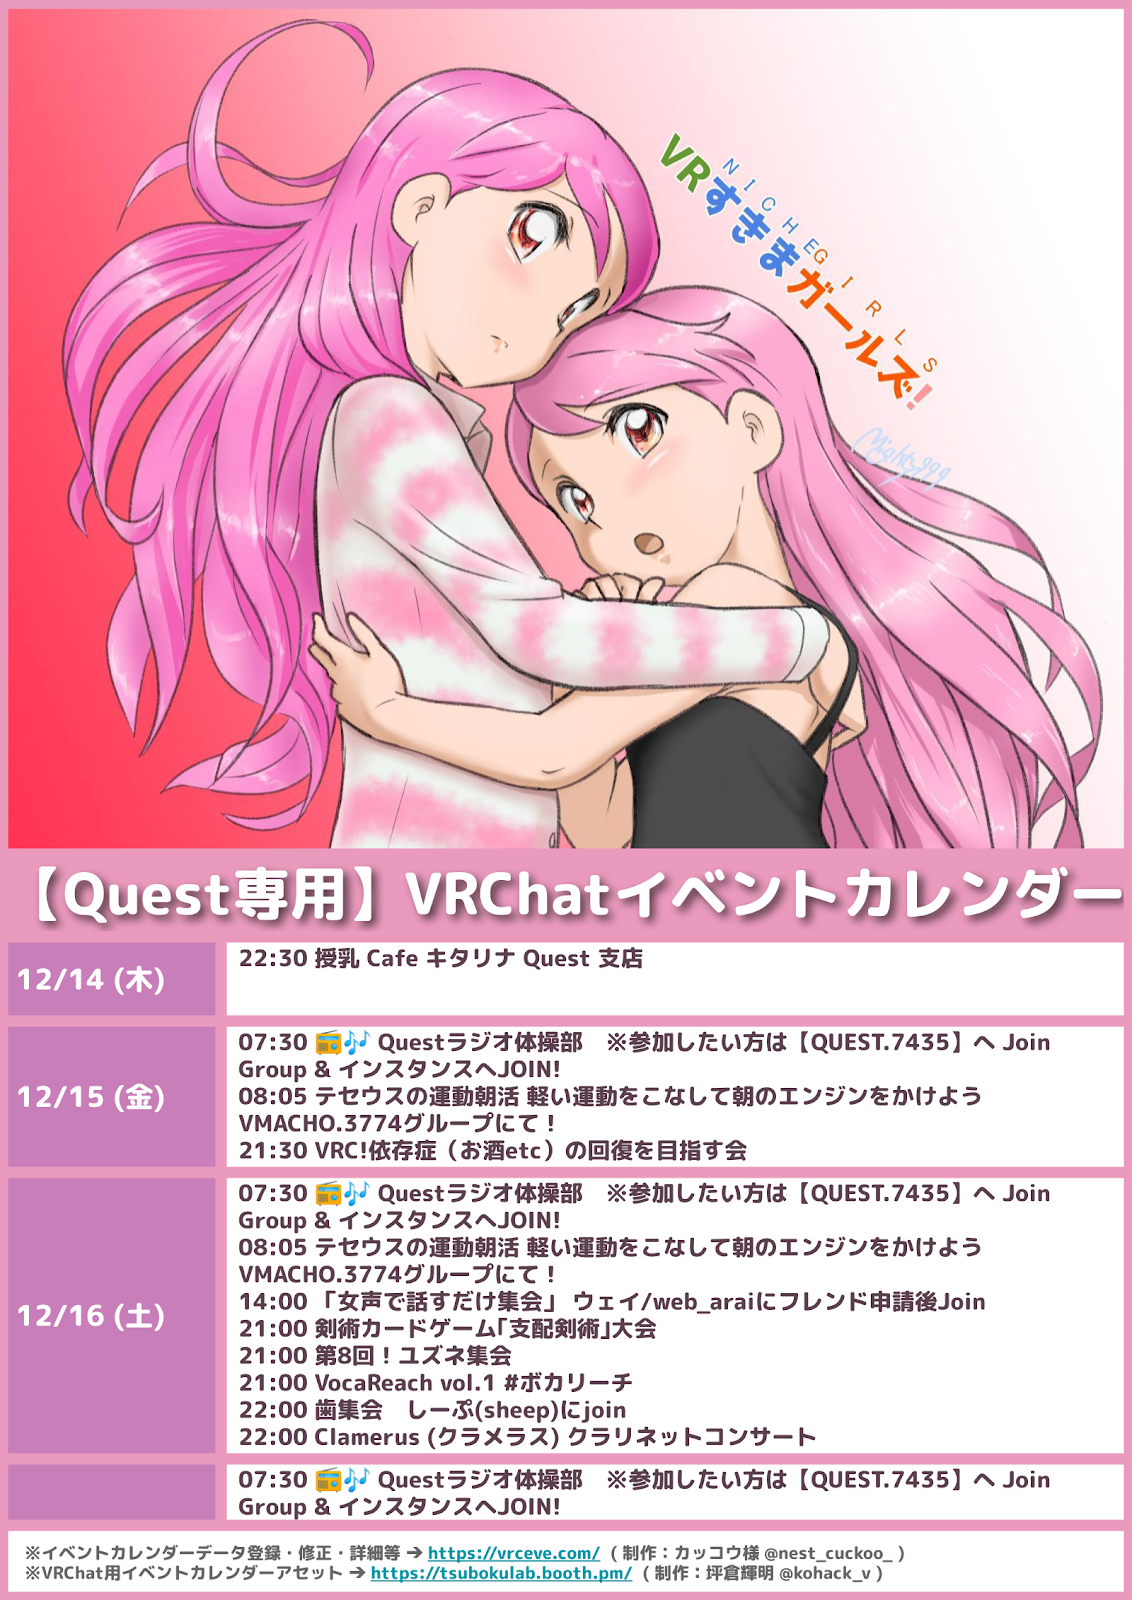 NICHEGIRLS
VRすきまガールズ!
Mighty999
【Quest専用】VRChatイベントカレンダー
12/14 (木)
22:30 授乳 Cafe キタリナ Quest 支店
12/15 (金)
07:30 📻🎶 Questラジオ体操部　※参加したい方は【QUEST.7435】へ Join
Group & インスタンスへJOIN!
08:05 テセウスの運動朝活 軽い運動をこなして朝のエンジンをかけよう
VMACHO.3774グループにて！
21:30 VRC!依存症（お酒etc）の回復を目指す会
12/16 (土)
07:30 📻🎶 Questラジオ体操部　※参加したい方は【QUEST.7435】へ Join
Group & インスタンスへJOIN!
08:05 テセウスの運動朝活 軽い運動をこなして朝のエンジンをかけよう
VMACHO.3774グループにて！
14:00 「女声で話すだけ集会」 ウェイ/web_araiにフレンド申請後Join
21:00 剣術カードゲーム｢支配剣術｣大会
21:00 第8回！ユズネ集会
21:00 VocaReach vol.1 #ボカリーチ
22:00 歯集会　しーぷ(sheep)にjoin
22:00 Clamerus (クラメラス) クラリネットコンサート
07:30 📻🎶 Questラジオ体操部　※参加したい方は【QUEST.7435】へ Join
Group & インスタンスへJOIN!
※イベントカレンダーデータ登録・修正・詳細等 ➔ https://vrceve.com/ ( 制作：カッコウ様 @nest_cuckoo_ )
※VRChat用イベントカレンダーアセット ➔ https://tsubokulab.booth.pm/ ( 制作：坪倉輝明 @kohack_v )